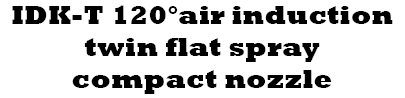 IDK-T 120°air induction
twin flat spray
compact nozzle